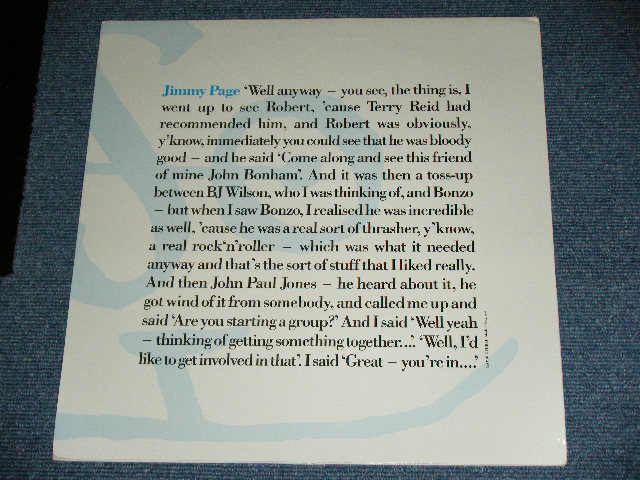 Jimmy Page ‘Well anyway – you see, the thing is, I
went up to see Robert, ’cause Terry Reid had
recommended him, and Robert was obviously,
y’know, immediately you could see that he was bloody
good – and he said ‘Come along and see this friend
of mine John Bonham’. And it was then a toss-up
between BJ Wilson, who I was thinking of, and Bonzo
– but when I saw Bonzo, I realised he was incredible
as well, ’cause he was a real sort of thrasher, y’know,
a real rock’n’roller – which was what it needed
anyway and that’s the sort of stuff that I liked really.
And then John Paul Jones – he heard about it, he
got wind of it from somebody, and called me up and
said ‘Are you starting a group?’ And I said ‘Well yeah
– thinking of getting something together...’ ‘Well, I’d
like to get involved in that’. I said ‘Great – you’re in....’